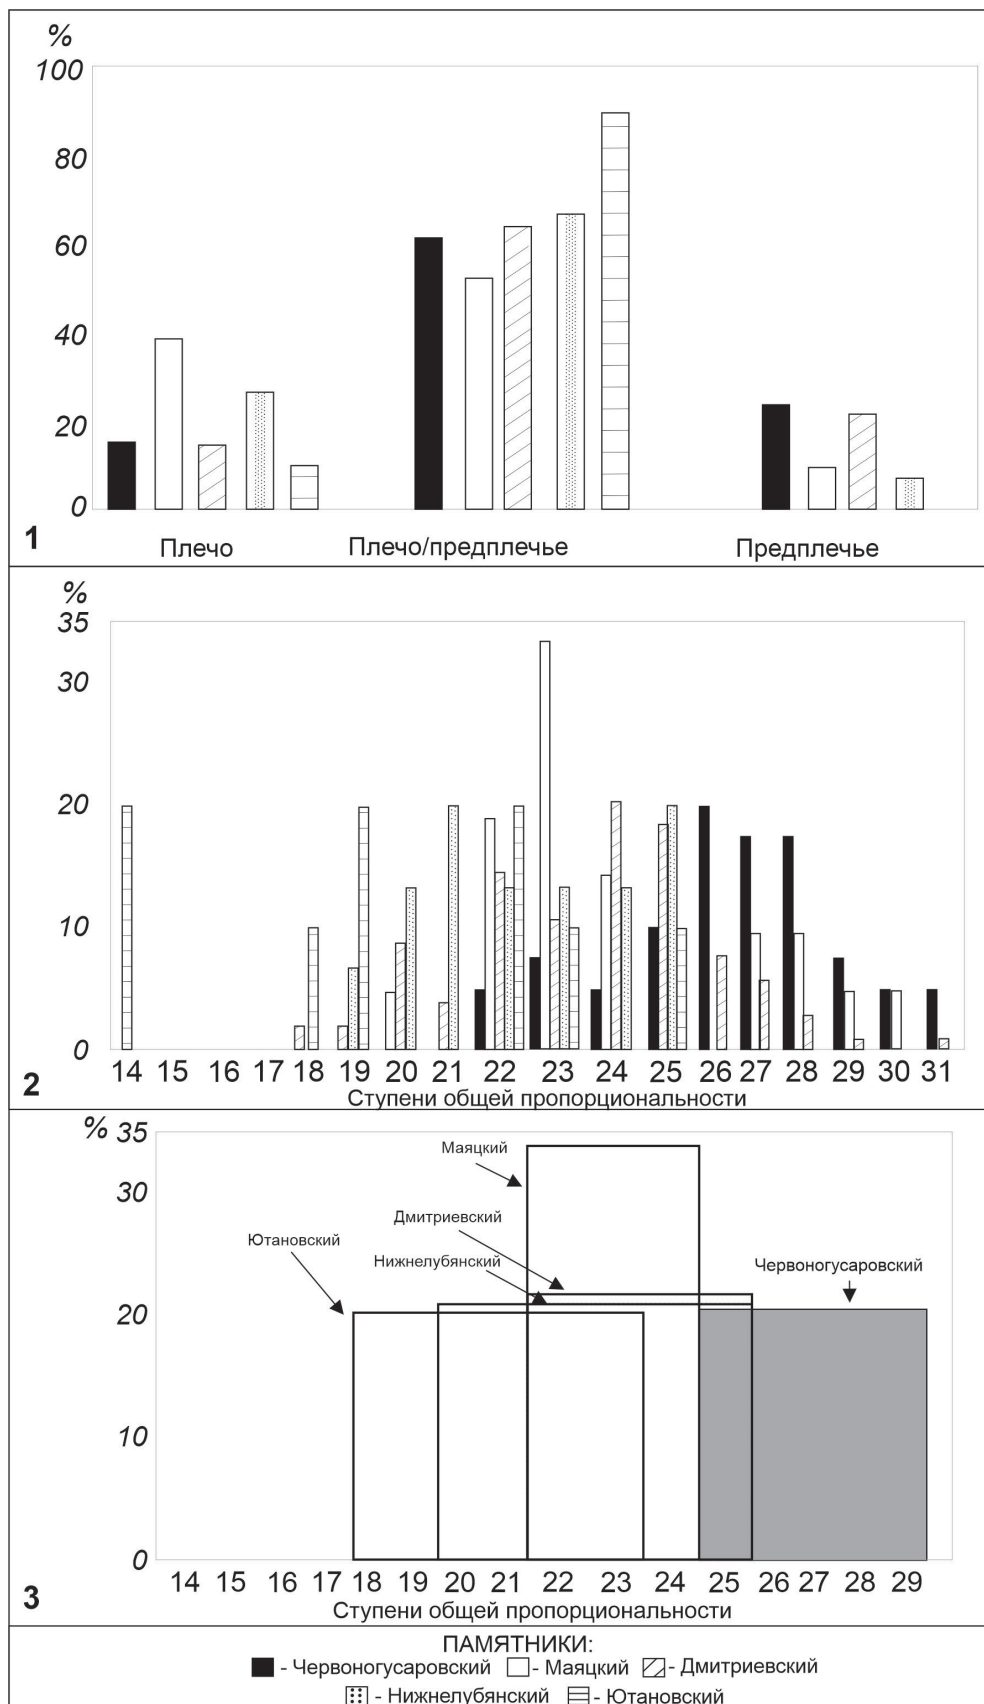 %
100
80
60
40
20
0
1
Плечо Плечо/предплечье Предплечье
%
35
30
20
10
0
14 15 16 17 18 19 20 21 22 23 24 25 26 27 28 29 30 31
2
Ступени общей пропорциональности
% 35
Маяцкий
30
Дмитриевский
Ютановский
Нижнелубянский
Червоногусаровский
20
10
0
14 15 16 17 18 19 20 21 22 23 24 25 26 27 28 29
3
Ступени общей пропорциональности
ПАМЯТНИКИ:
- Червоногусаровский - Маяцкий - Дмитриевский
- Нижнелубянский - Ютановский